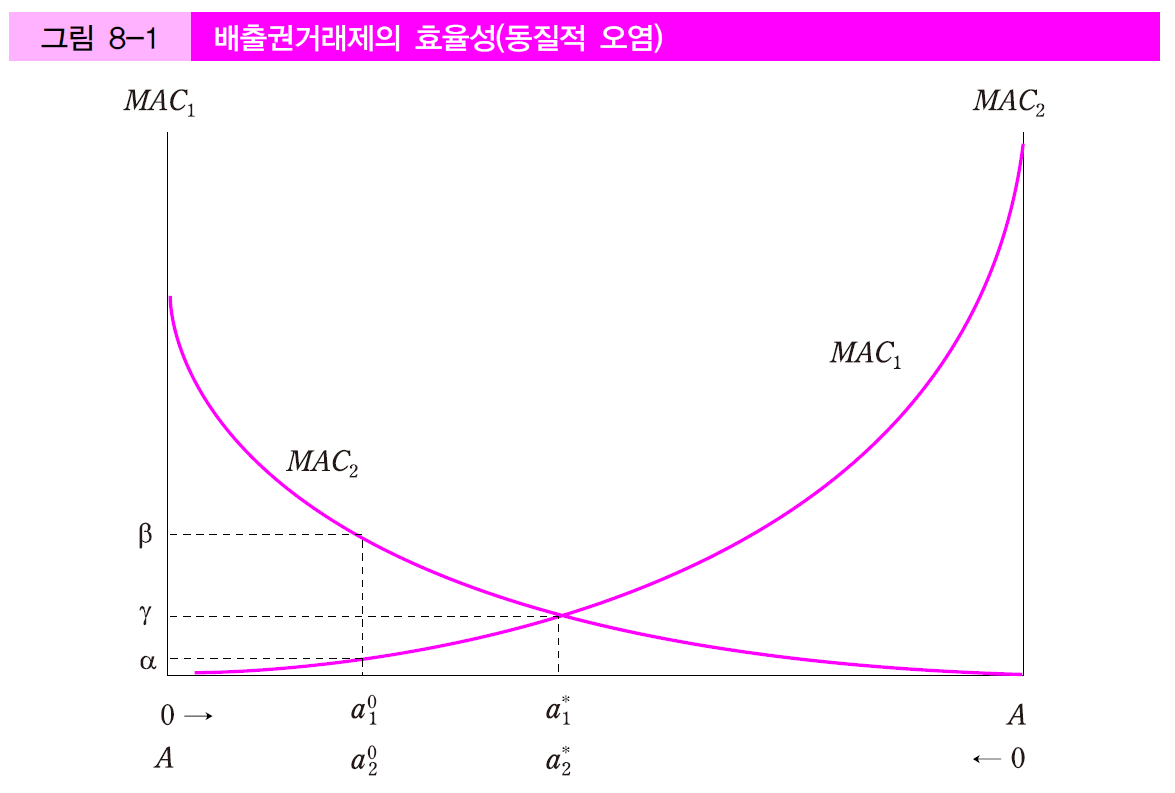 그림 8-1 배출권거래제의 효율성(동질적 오염)
MAC₁ MAC₂
MAC₁
MAC₂
β
γ
α
0 → a₁⁰ a₁* A
A a₂⁰ a₂* ← 0